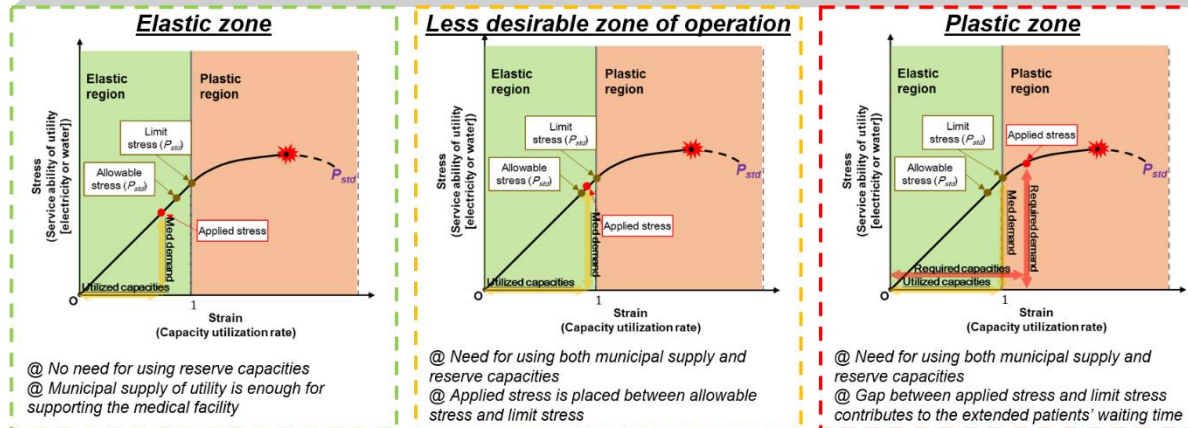 Elastic zone
Elastic
region
Plastic
region
Limit
stress (Pstd)
Allowable
stress (Pstd)
Pstd
Applied stress
Med demand
Utilized capacities
Stress
(Service ability of utility
[electricity or water])
O
1
Strain
(Capacity utilization rate)
@ No need for using reserve capacities
@ Municipal supply of utility is enough for
supporting the medical facility
Less desirable zone of operation
Elastic
region
Plastic
region
Limit
stress (Pstd)
Allowable
stress (Pstd)
Pstd
Applied stress
Med demand
Utilized capacities
Stress
(Service ability of utility
[electricity or water])
O
1
Strain
(Capacity utilization rate)
@ Need for using both municipal supply and
reserve capacities
@ Applied stress is placed between allowable
stress and limit stress
Plastic zone
Elastic
region
Plastic
region
Limit
stress (Pstd)
Applied stress
Allowable
stress (Pstd)
Pstd
Med
demand
Required demand
Required capacities
Utilized capacities
Stress
(Service ability of utility
[electricity or water])
O
1
Strain
(Capacity utilization rate)
@ Need for using both municipal supply and
reserve capacities
@ Gap between applied stress and limit stress
contributes to the extended patients' waiting time